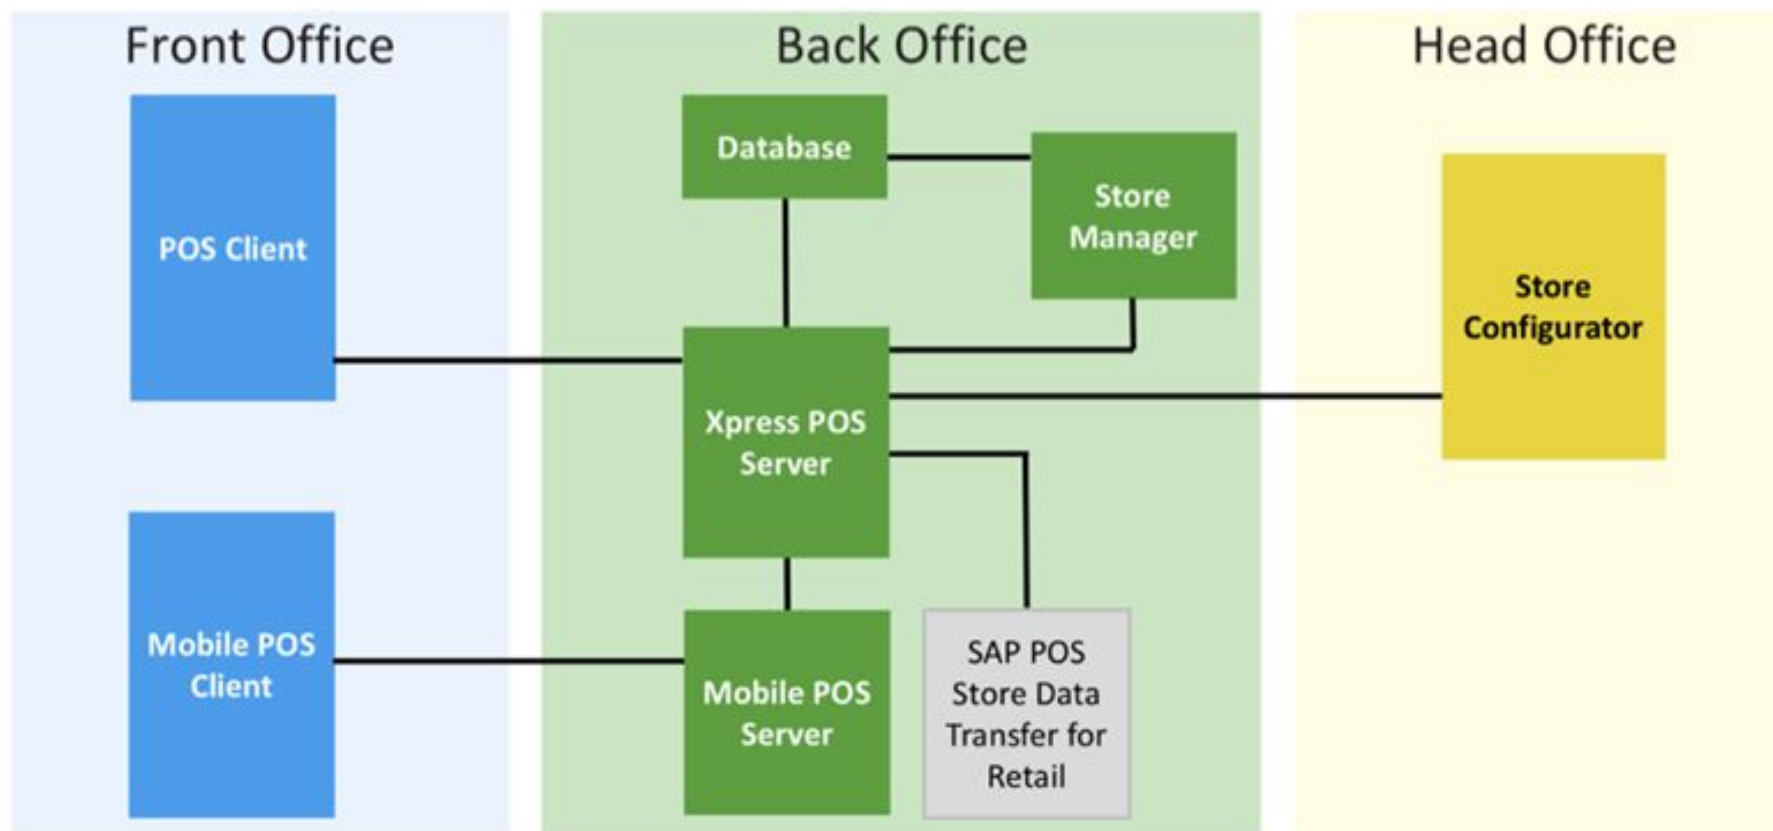 Front Office
Back Office
Head Office
POS Client
Database
Store
Manager
Store
Configurator
Xpress POS
Server
Mobile POS
Client
Mobile POS
Server
SAP POS
Store Data
Transfer for
Retail